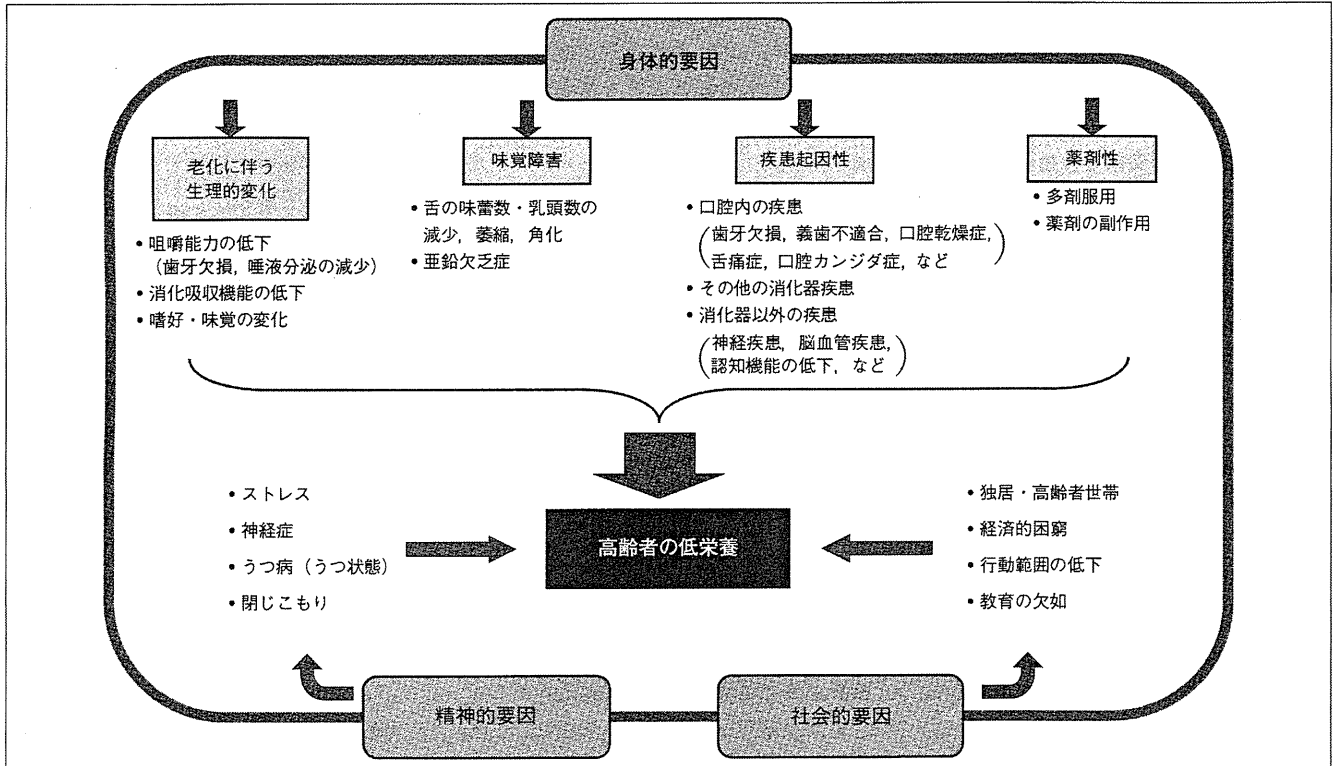 身体的要因
老化に伴う
生理的変化
• 咀嚼能力の低下
（歯牙欠損，唾液分泌の減少）
• 消化吸収機能の低下
• 嗜好・味覚の変化
味覚障害
• 舌の味蕾数・乳頭数の
減少，萎縮，角化
• 亜鉛欠乏症
疾患起因性
• 口腔内の疾患
（歯牙欠損，義歯不適合，口腔乾燥症，
舌痛症，口腔カンジダ症，など）
• その他の消化器疾患
• 消化器以外の疾患
（神経疾患，脳血管疾患，
認知機能の低下，など）
薬剤性
• 多剤服用
• 薬剤の副作用
• ストレス
• 神経症
• うつ病（うつ状態）
• 閉じこもり
高齢者の低栄養
• 独居・高齢者世帯
• 経済的困窮
• 行動範囲の低下
• 教育の欠如
精神的要因
社会的要因